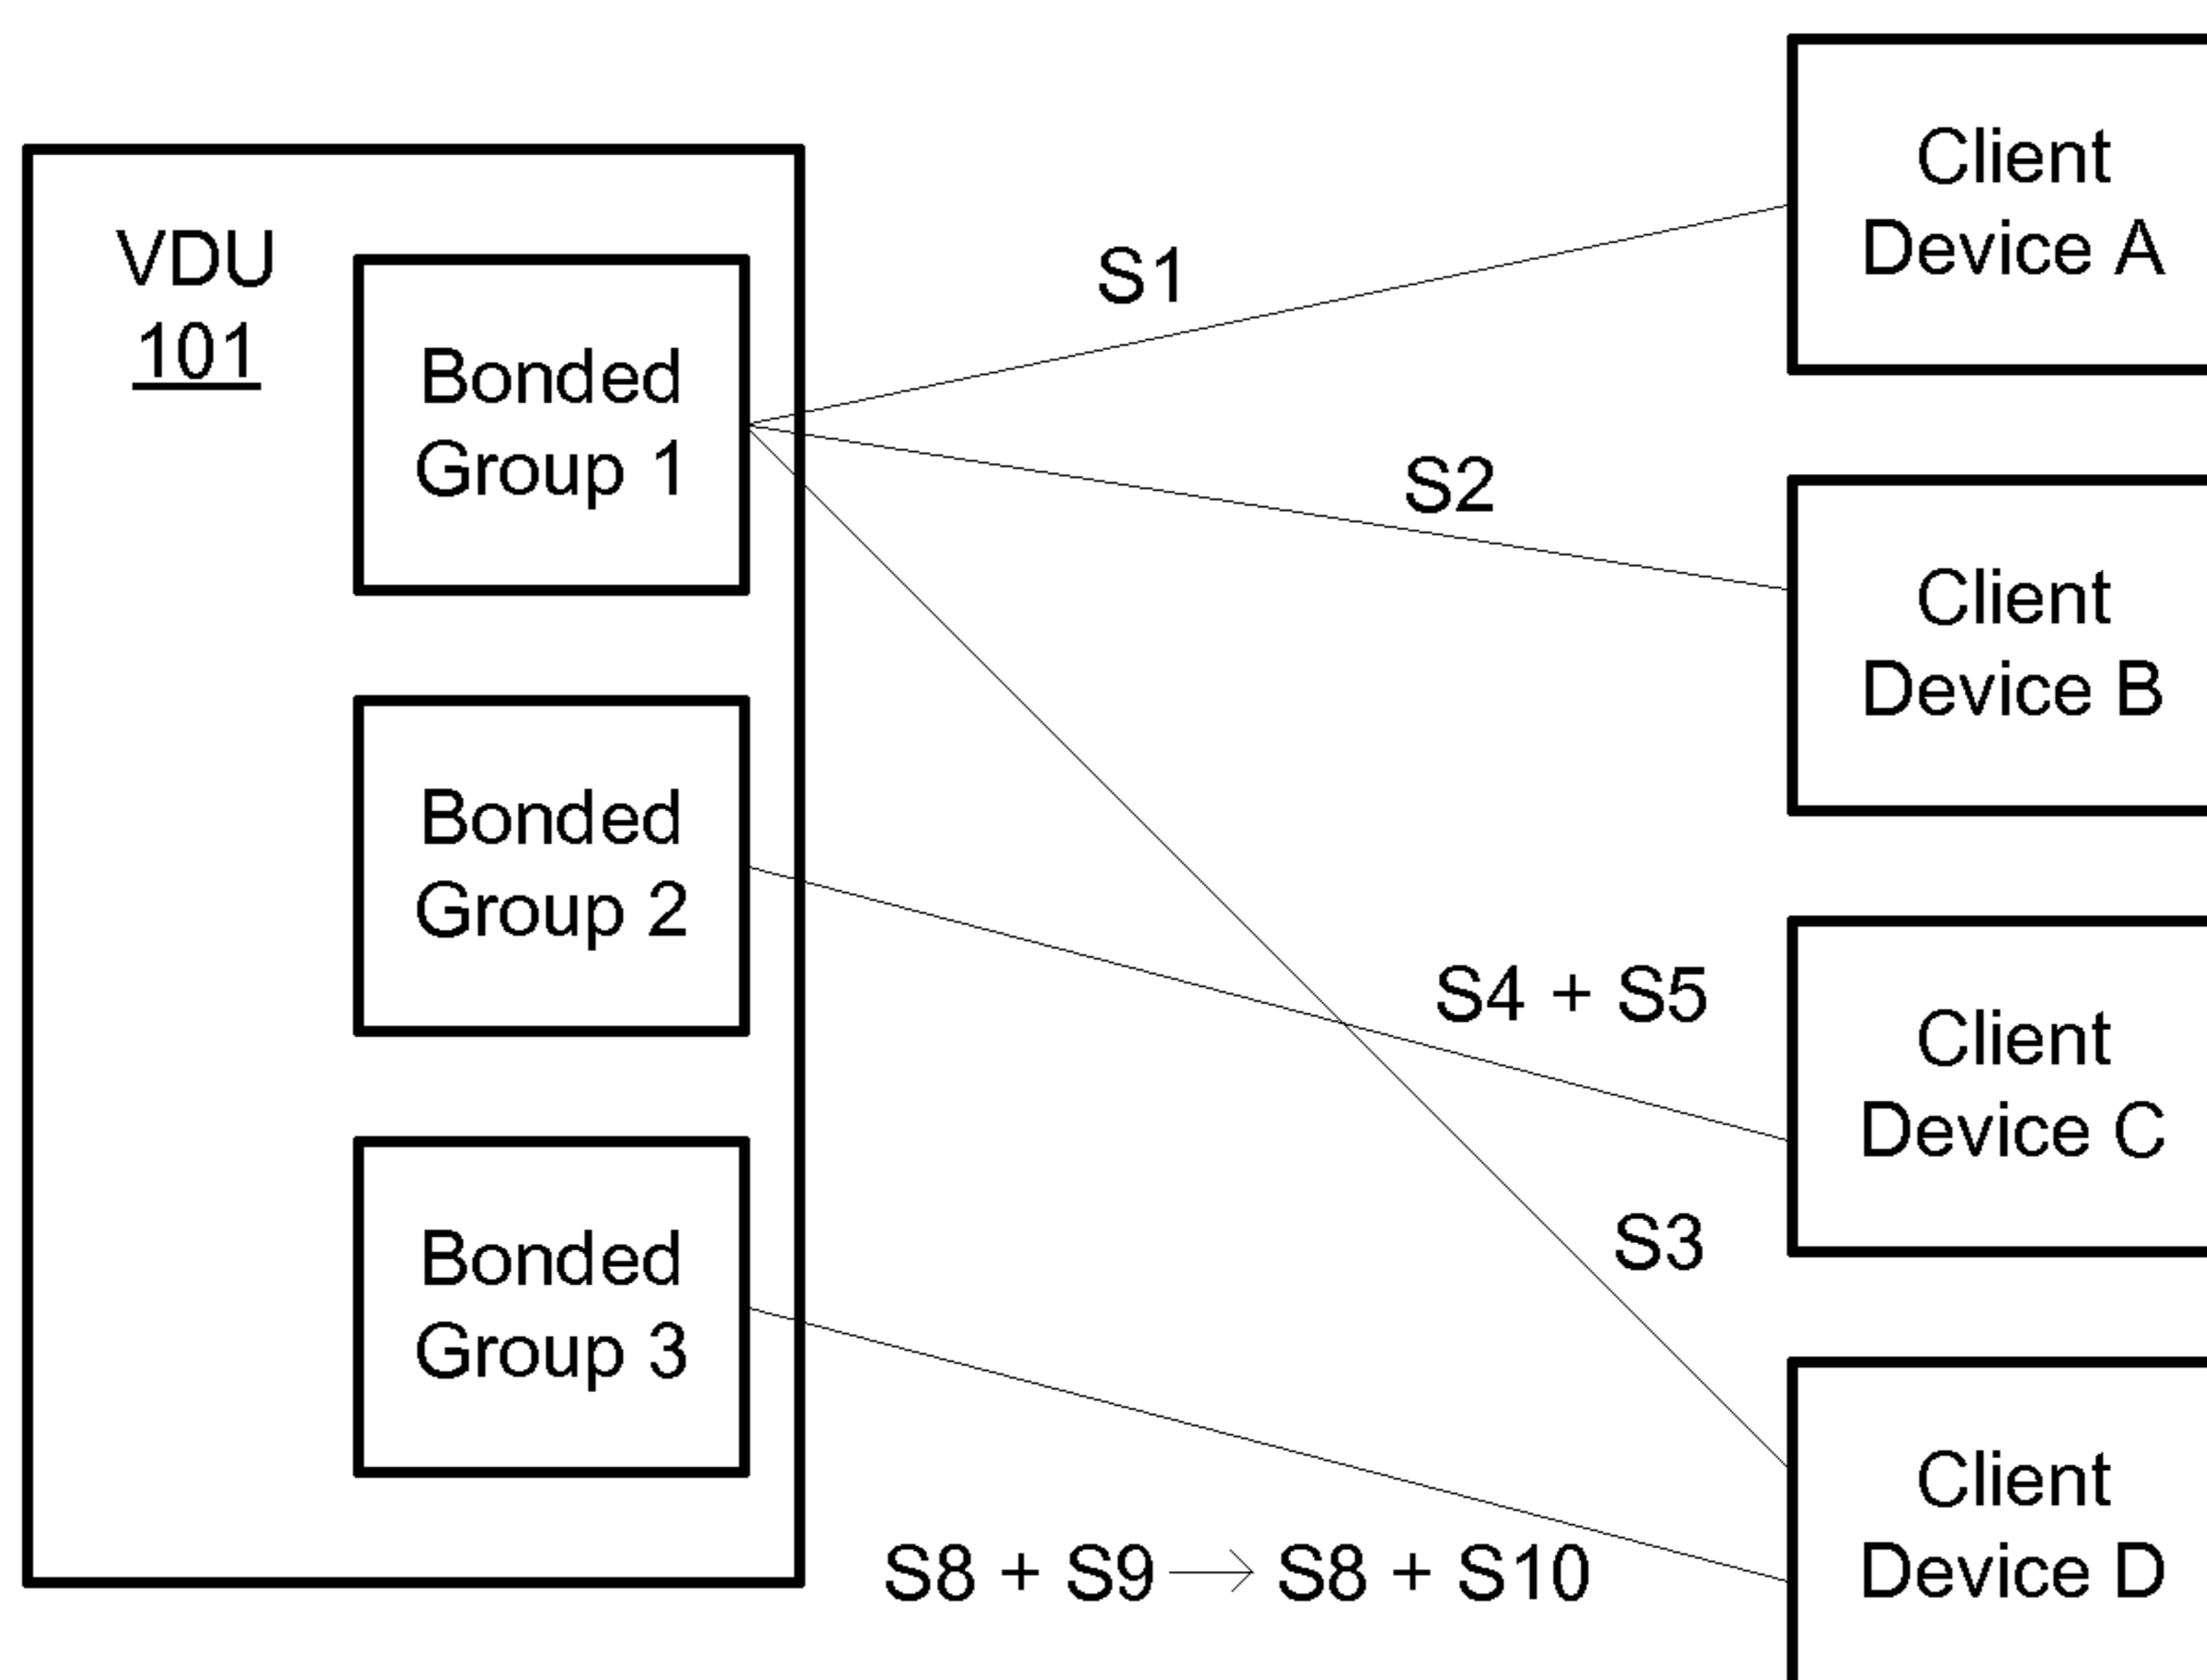 VDU
101
Bonded
Group 1
Bonded
Group 2
Bonded
Group 3
S1
S2
S4 + S5
S3
S8 + S9 → S8 + S10
Client
Device A
Client
Device B
Client
Device C
Client
Device D